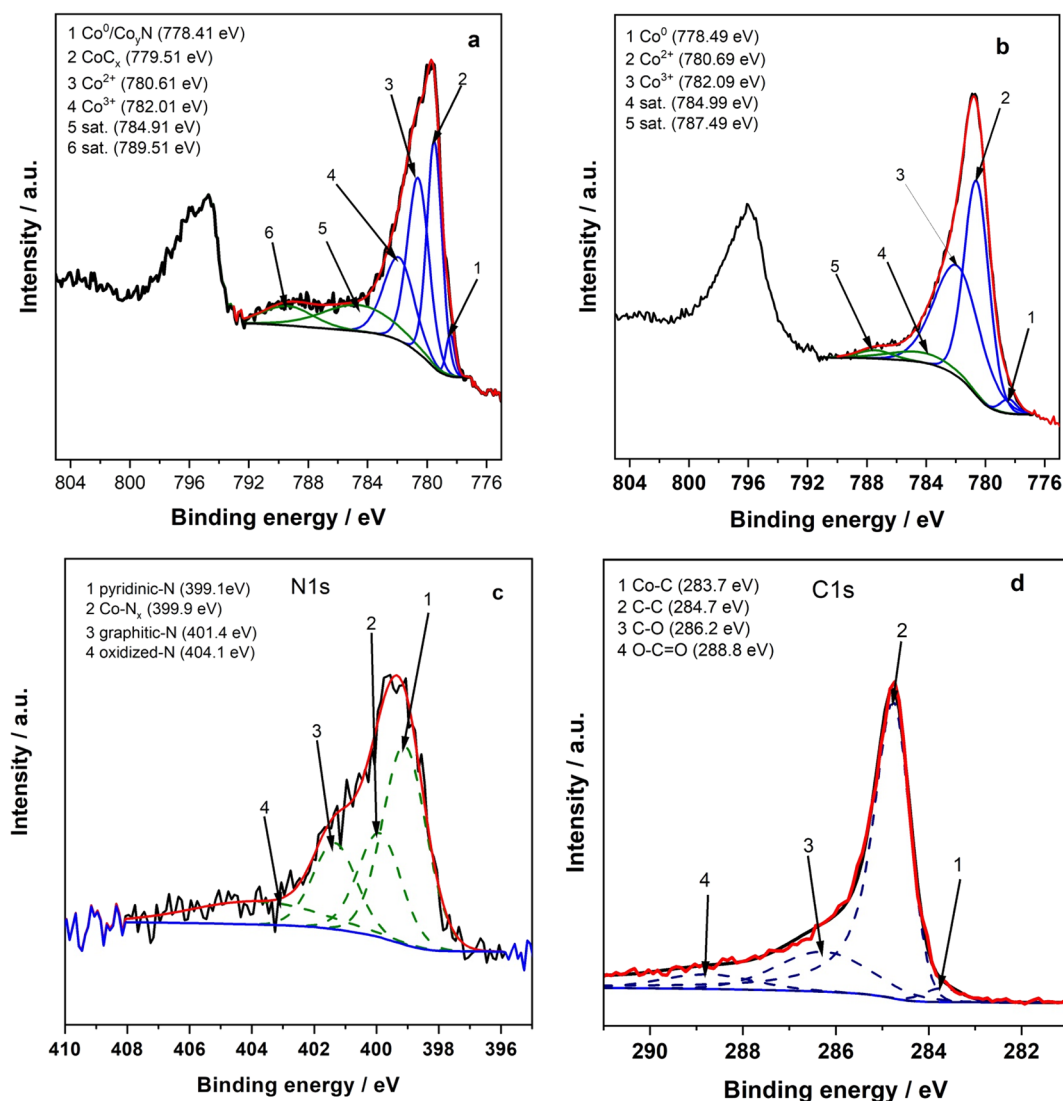 1 Co⁰/CoᵧN (778.41 eV)
2 CoCₓ (779.51 eV)
3 Co²⁺ (780.61 eV)
4 Co³⁺ (782.01 eV)
5 sat. (784.91 eV)
6 sat. (789.51 eV)
a
3
2
4
6
5
1
Intensity / a.u.
804 800 796 792 788 784 780 776
Binding energy / eV
1 Co⁰ (778.49 eV)
2 Co²⁺ (780.69 eV)
3 Co³⁺ (782.09 eV)
4 sat. (784.99 eV)
5 sat. (787.49 eV)
b
2
3
4
5
1
Intensity / a.u.
804 800 796 792 788 784 780 776
Binding energy / eV
1 pyridinic-N (399.1eV)
2 Co-Nₓ (399.9 eV)
3 graphitic-N (401.4 eV)
4 oxidized-N (404.1 eV)
N1s
c
1
2
3
4
Intensity / a.u.
410 408 406 404 402 400 398 396
Binding energy / eV
1 Co-C (283.7 eV)
2 C-C (284.7 eV)
3 C-O (286.2 eV)
4 O-C=O (288.8 eV)
C1s
d
2
3
4
1
Intensity / a.u.
290 288 286 284 282
Binding energy / eV